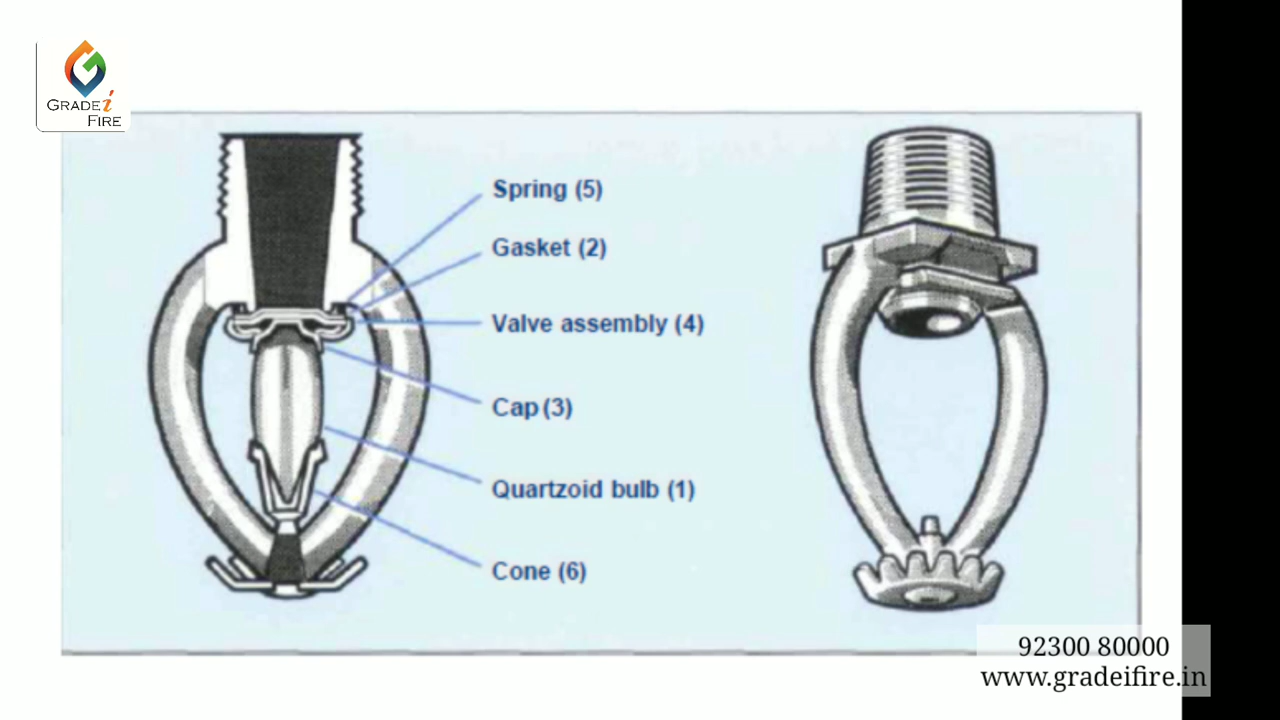 GRADE i
FIRE
Spring (5)
Gasket (2)
Valve assembly (4)
Cap (3)
Quartzoid bulb (1)
Cone (6)
92300 80000
www.gradeifire.in